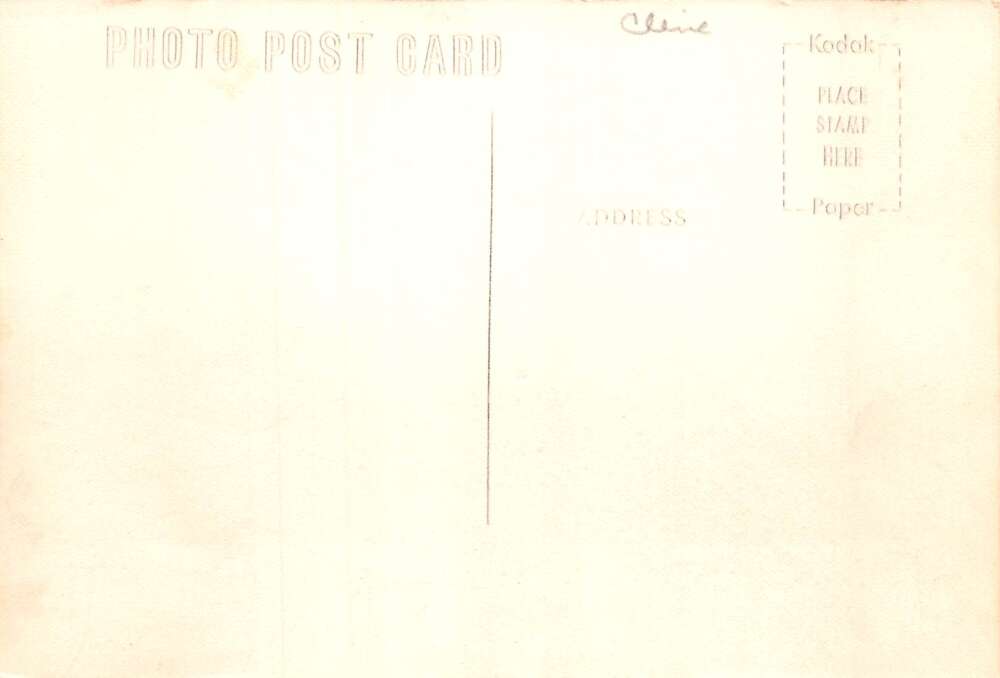 PHOTO POST CARD
Cline
Kodak
PLACE
STAMP
HERE
Paper
ADDRESS